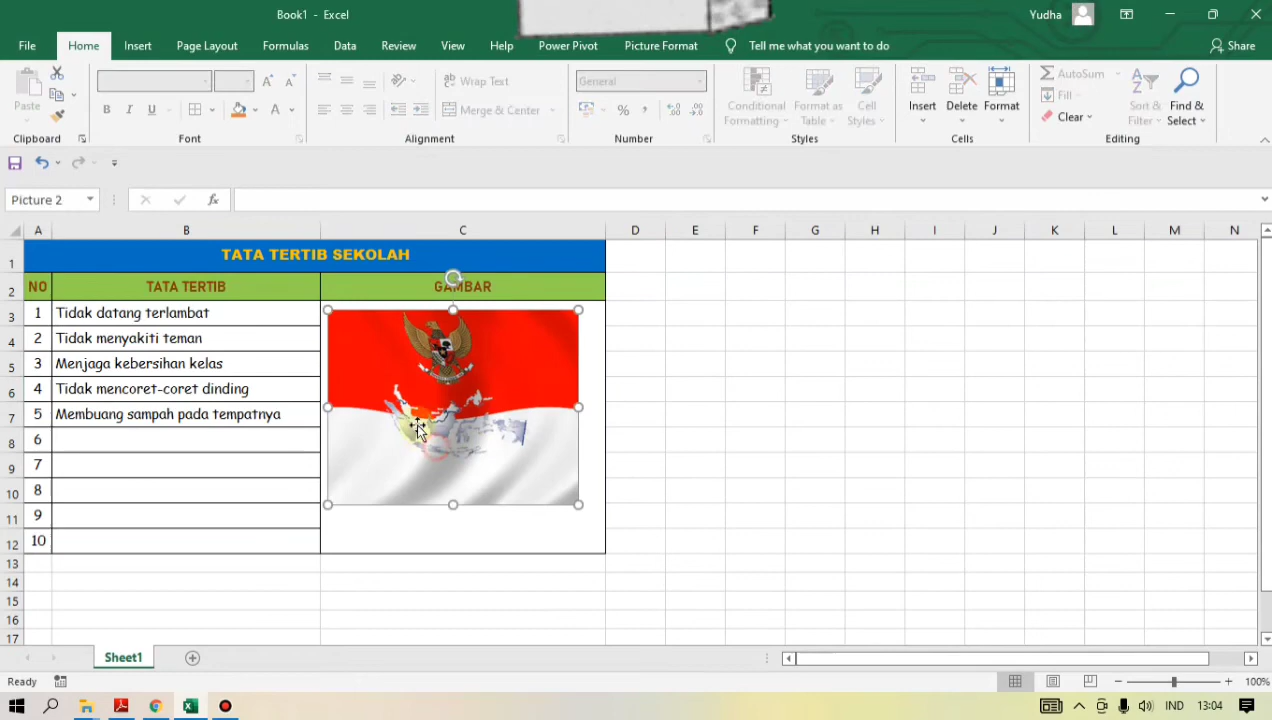 Book1 - Excel
Yudha
File Home Insert Page Layout Formulas Data Review View Help Power Pivot Picture Format Tell me what you want to do Share
Paste
Clipboard
B I U A
Font
Wrap Text
Merge & Center
Alignment
General
%
Number
Conditional Formatting
Format as Table
Cell Styles
Styles
Insert
Delete
Format
Cells
AutoSum
Fill
Clear
Sort & Filter
Find & Select
Editing
Picture 2
fx
A B C D E F G H I J K L M N
1 TATA TERTIB SEKOLAH
2 NO TATA TERTIB GAMBAR
3 1 Tidak datang terlambat
4 2 Tidak menyakiti teman
5 3 Menjaga kebersihan kelas
6 4 Tidak mencoret-coret dinding
7 5 Membuang sampah pada tempatnya
8 6
9 7
10 8
11 9
12 10
13
14
15
16
17
Sheet1
Ready
100%
IND 13:04